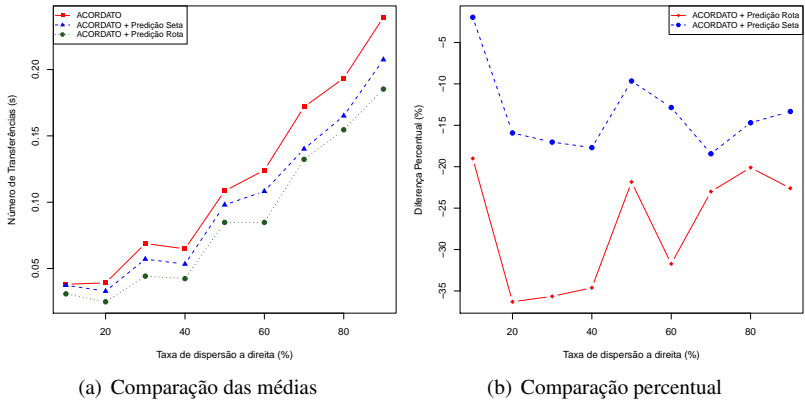 ACORDATO
ACORDATO + Predição Seta
ACORDATO + Predição Rota
Número de Transferências (s)
0.20
0.15
0.10
0.05
20
40
60
80
Taxa de dispersão a direita (%)
(a) Comparação das médias
ACORDATO + Predição Rota
ACORDATO + Predição Seta
Diferença Percentual (%)
−5
−10
−15
−20
−25
−30
−35
20
40
60
80
Taxa de dispersão a direita (%)
(b) Comparação percentual